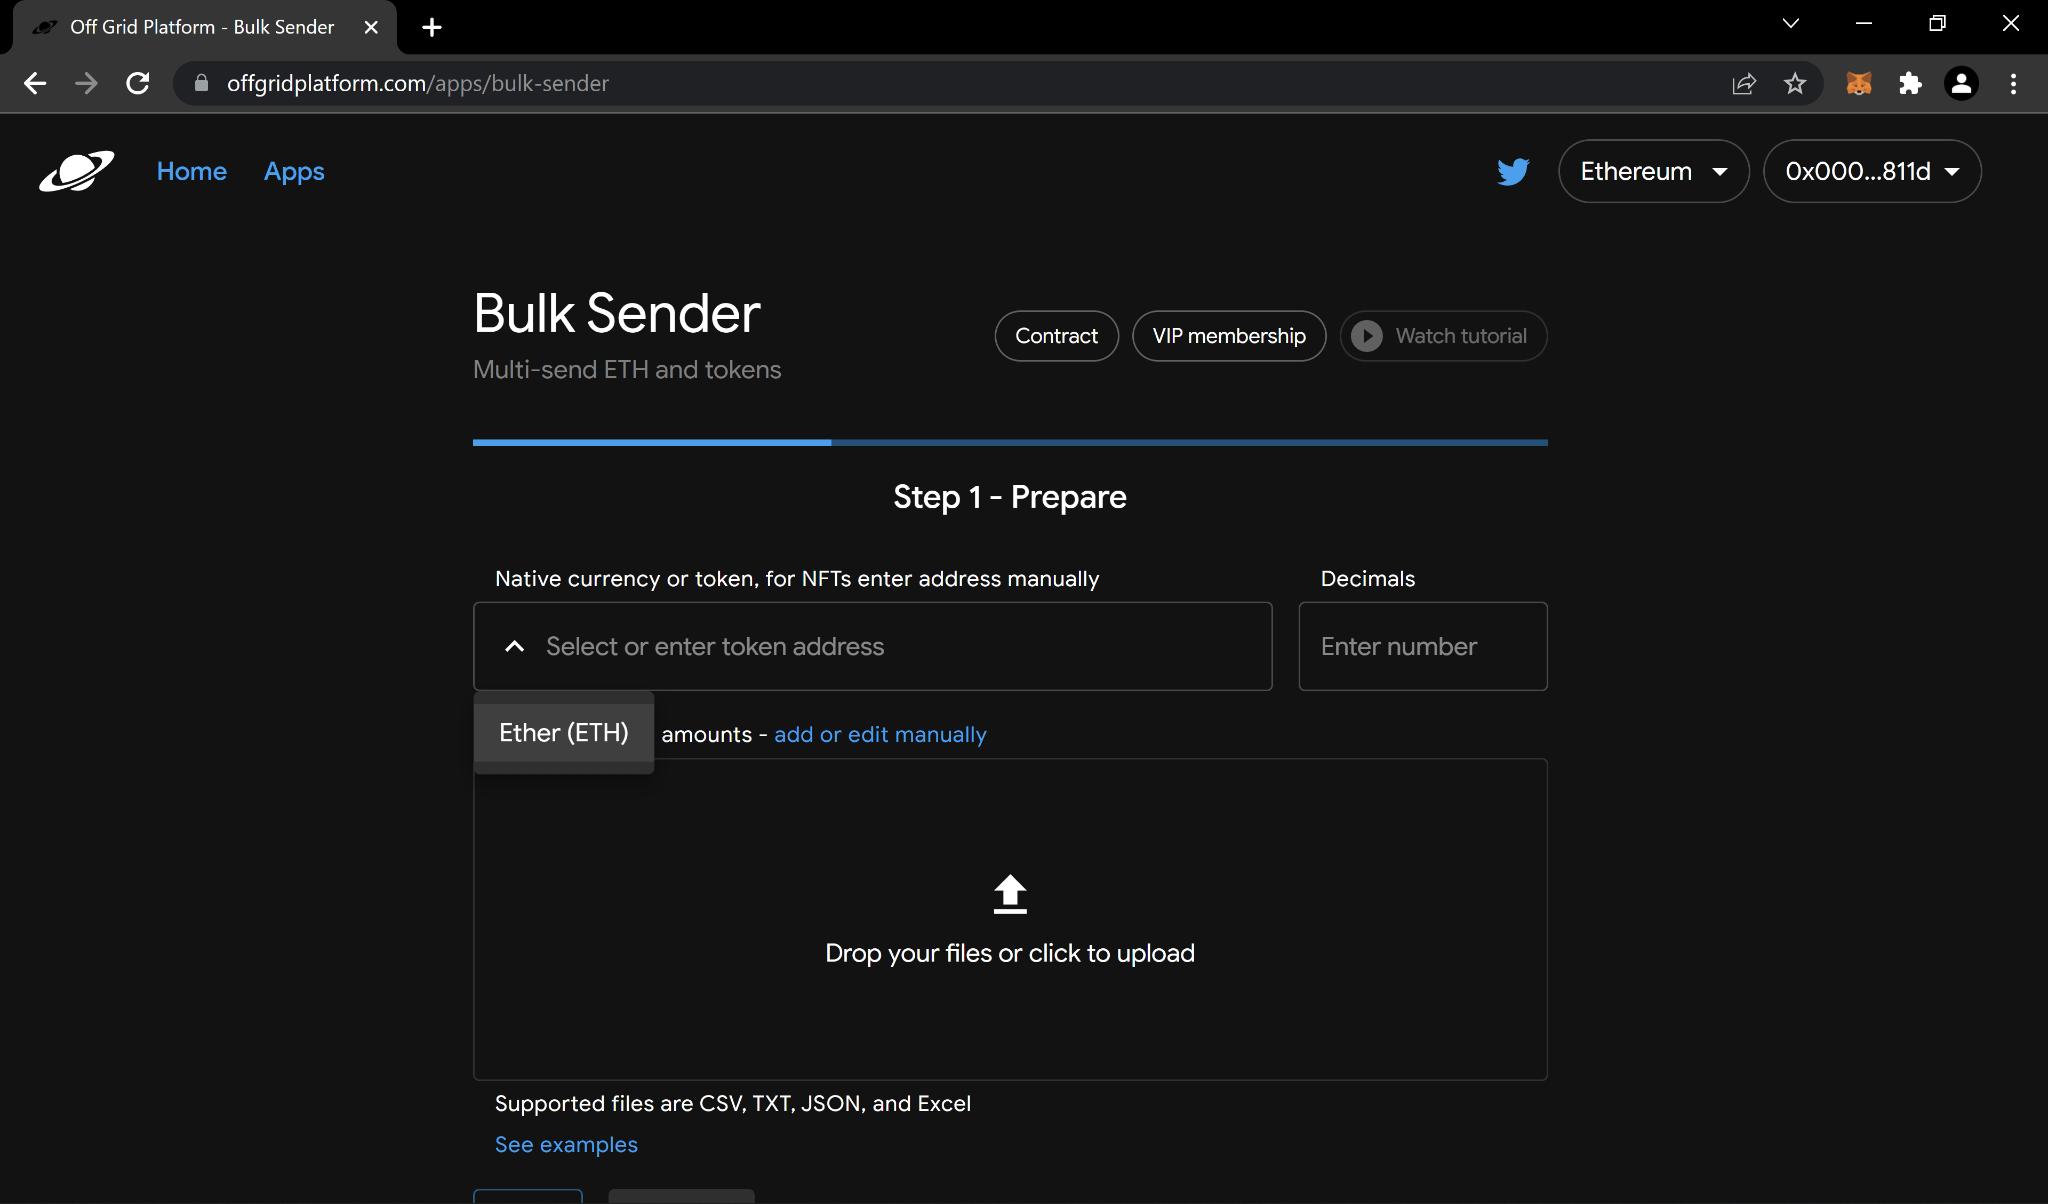 Off Grid Platform - Bulk Sender
offgridplatform.com/apps/bulk-sender
Home Apps
Ethereum
0x000...811d
Bulk Sender
Multi-send ETH and tokens
Contract
VIP membership
Watch tutorial
Step 1 - Prepare
Native currency or token, for NFTs enter address manually
Decimals
Select or enter token address
Enter number
Ether (ETH)
amounts - add or edit manually
Drop your files or click to upload
Supported files are CSV, TXT, JSON, and Excel
See examples